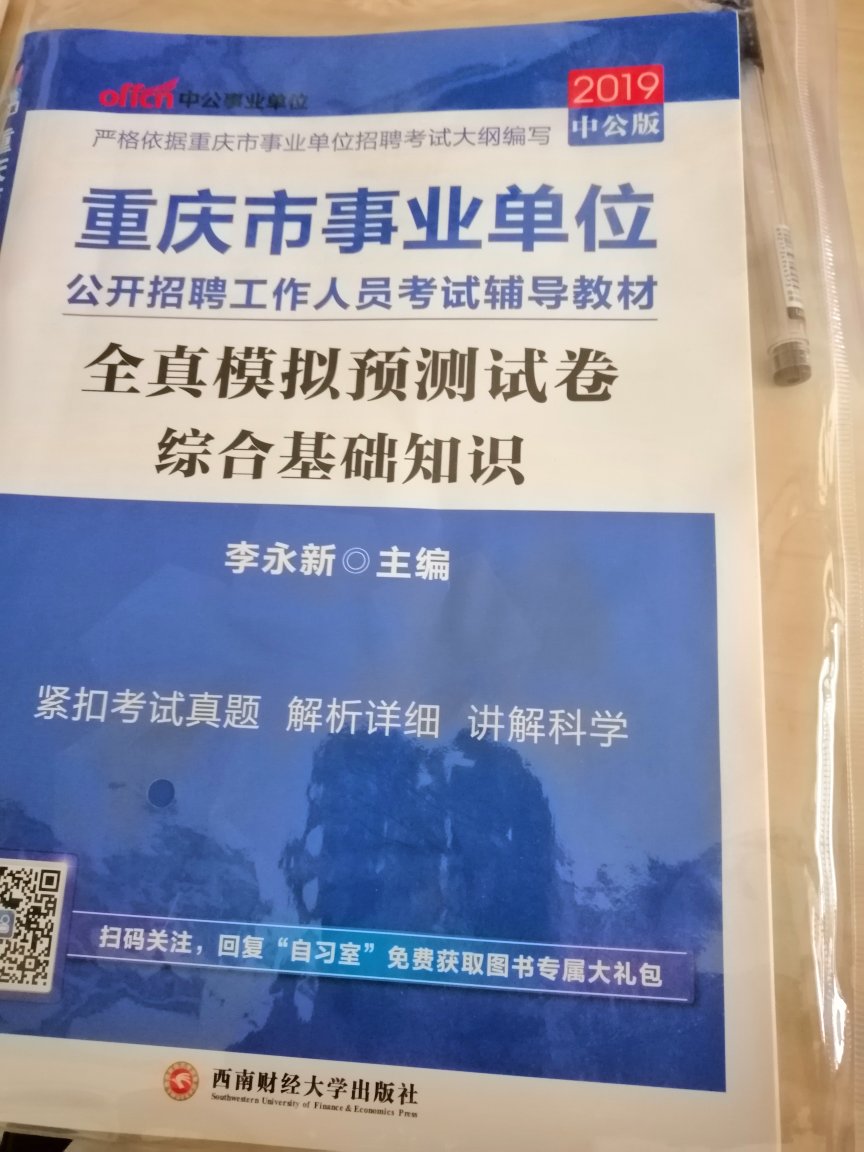 offcn中公事业单位
2019
中公版
严格依据重庆市事业单位招聘考试大纲编写
重庆市事业单位
公开招聘工作人员考试辅导教材
全真模拟预测试卷
综合基础知识
李永新◎主编
紧扣考试真题 解析详细 讲解科学
扫码关注，回复“自习室”免费获取图书专属大礼包
西南财经大学出版社
Southwestern University of Finance & Economics Press